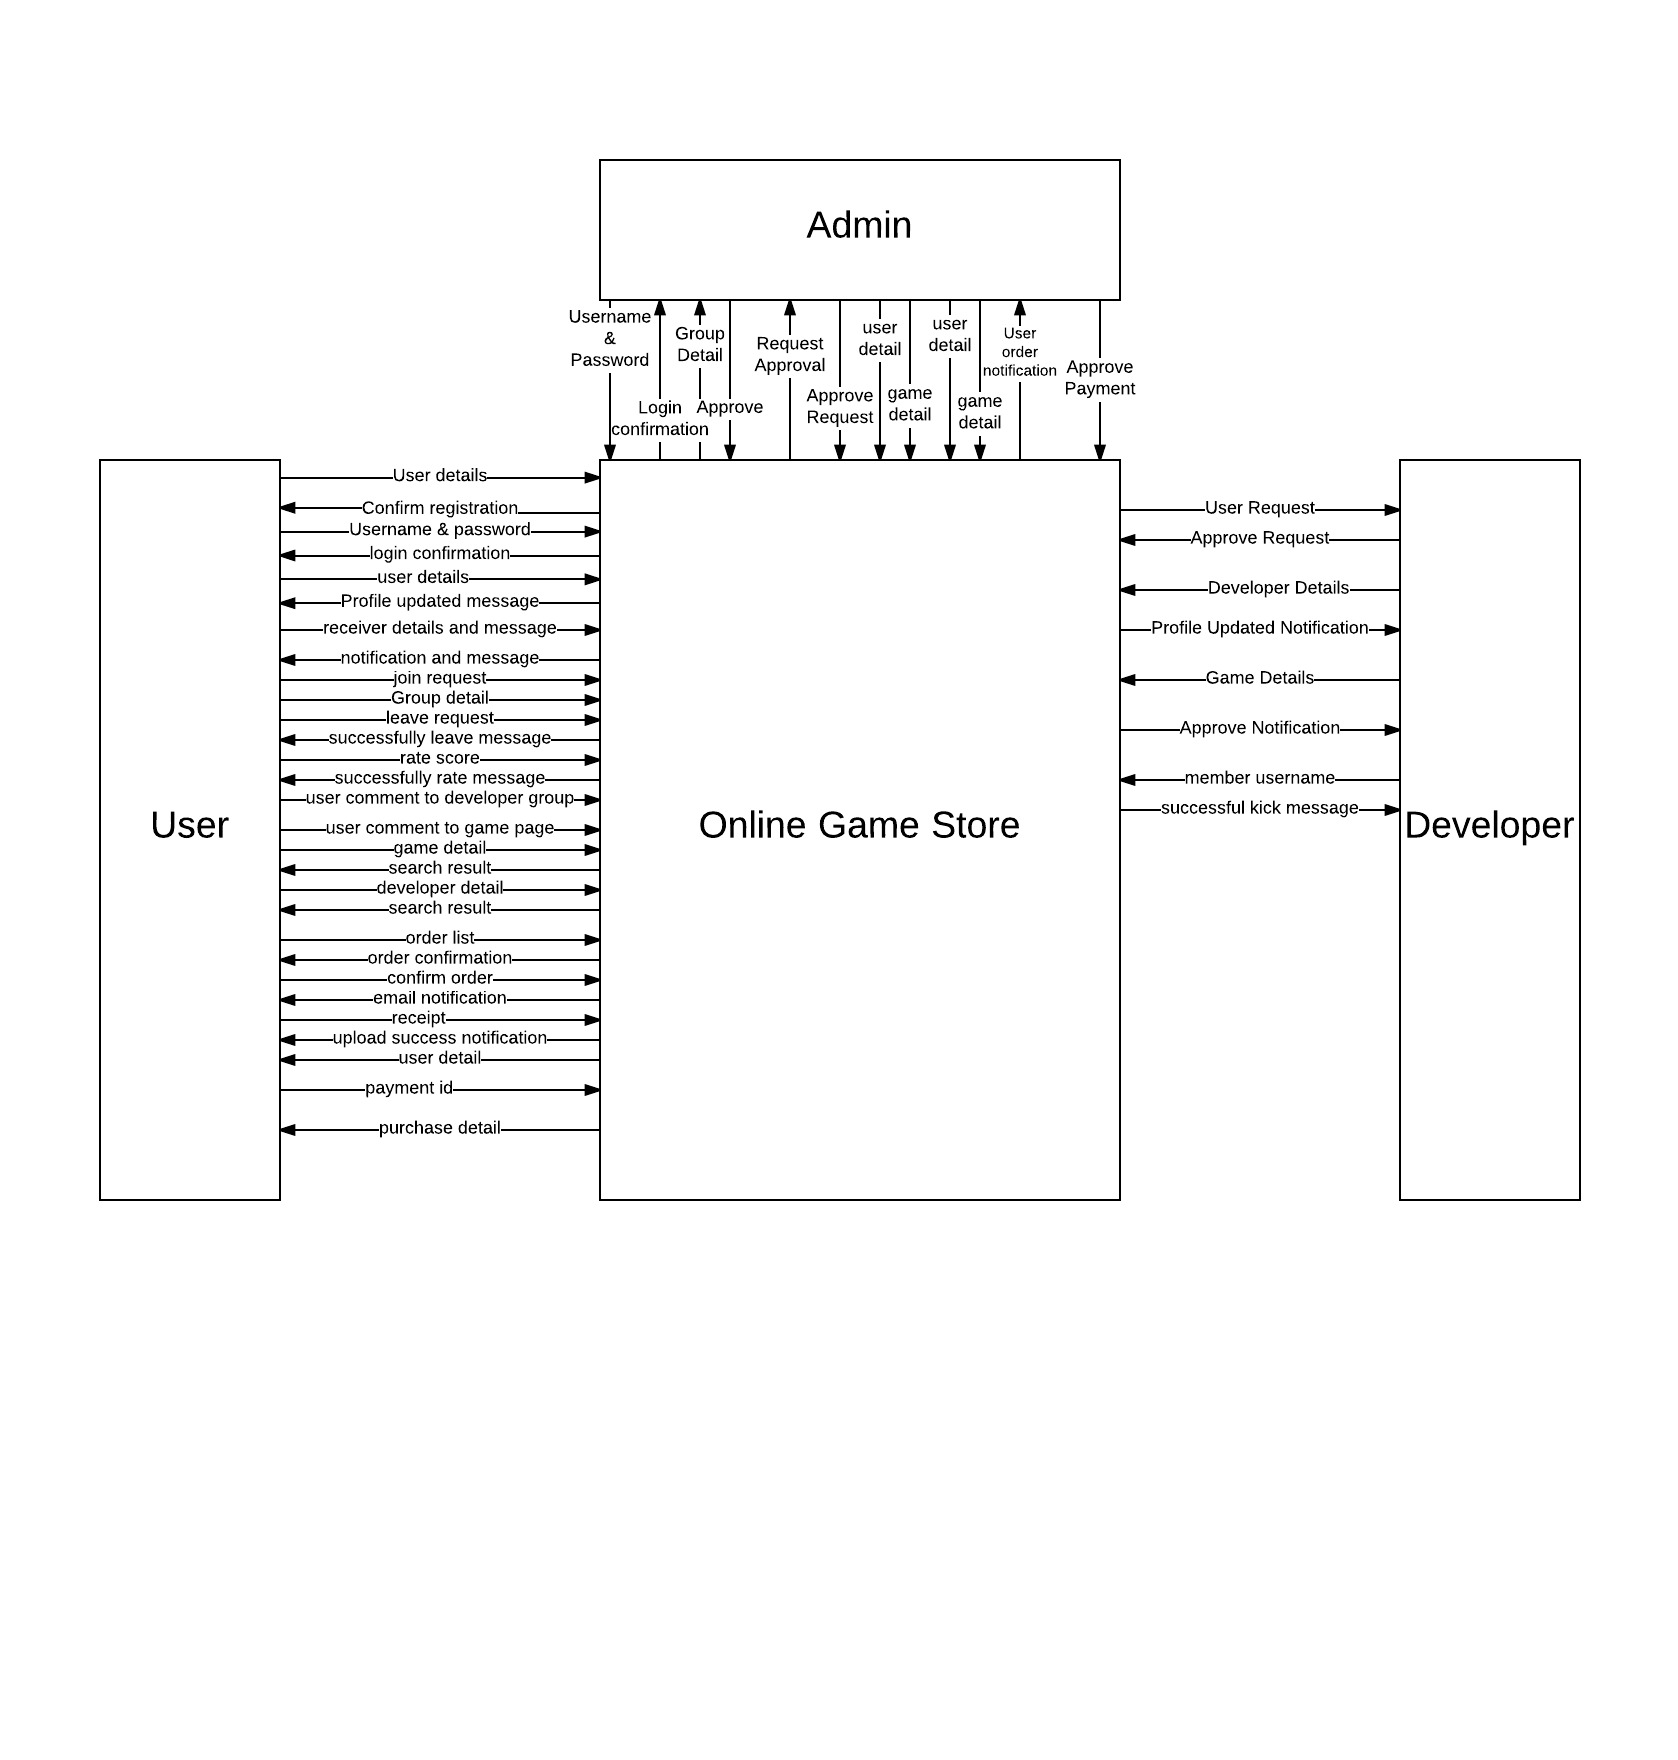 Admin
Username
&
Password
Login
confirmation
Group
Detail
Approve
Request
Approval
Approve
Request
user
detail
game
detail
user
detail
game
detail
User
order
notification
Approve
Payment
User
User details
Confirm registration
Username & password
login confirmation
user details
Profile updated message
receiver details and message
notification and message
join request
Group detail
leave request
successfully leave message
rate score
successfully rate message
user comment to developer group
user comment to game page
game detail
search result
developer detail
search result
order list
order confirmation
confirm order
email notification
receipt
upload success notification
user detail
payment id
purchase detail
Online Game Store
User Request
Approve Request
Developer Details
Profile Updated Notification
Game Details
Approve Notification
member username
successful kick message
Developer